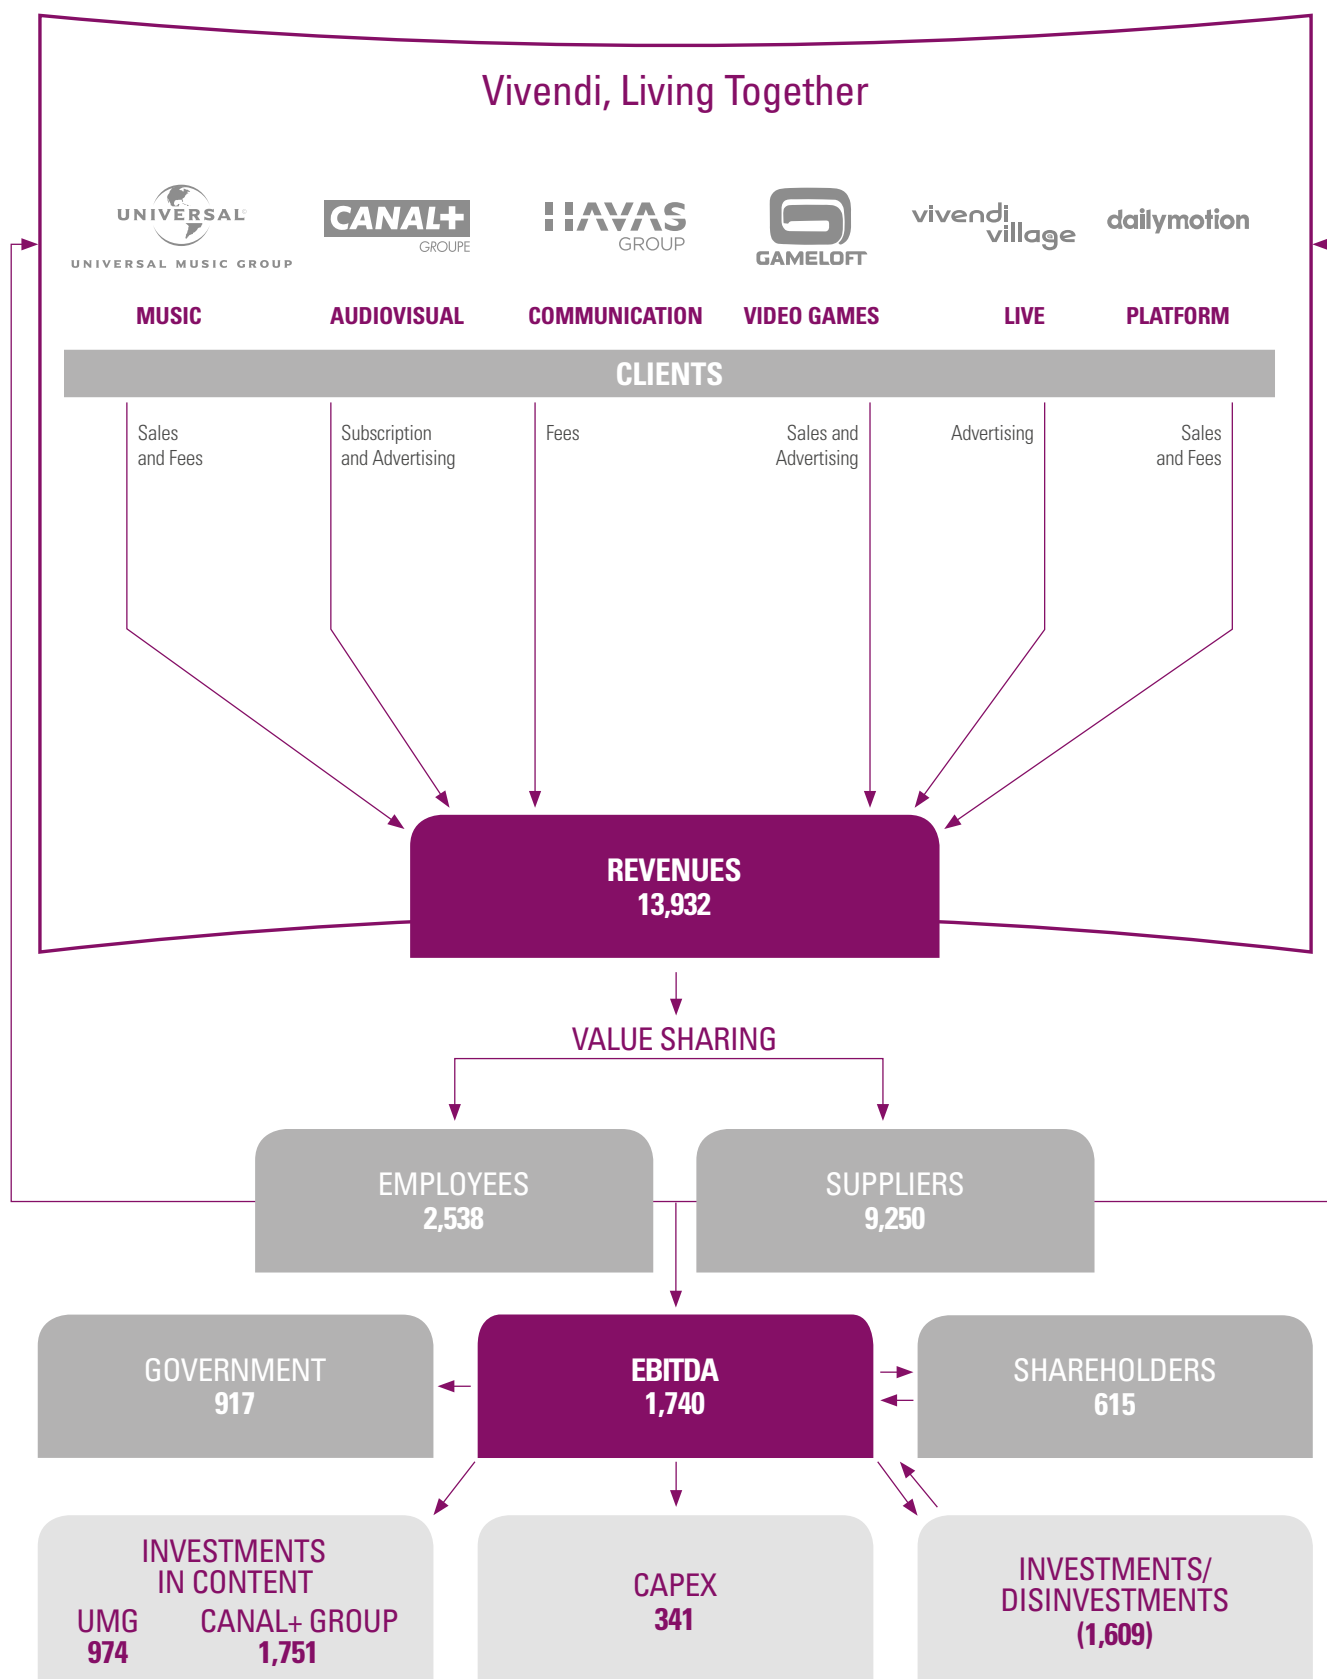 Vivendi, Living Together
UNIVERSAL
UNIVERSAL MUSIC GROUP
CANAL+
GROUPE
HAVAS
GROUP
GAMELOFT
vivendi
village
dailymotion
MUSIC
AUDIOVISUAL
COMMUNICATION
VIDEO GAMES
LIVE
PLATFORM
CLIENTS
Sales
and Fees
Subscription
and Advertising
Fees
Sales and
Advertising
Advertising
Sales
and Fees
REVENUES
13,932
VALUE SHARING
EMPLOYEES
2,538
SUPPLIERS
9,250
GOVERNMENT
917
EBITDA
1,740
SHAREHOLDERS
615
INVESTMENTS
IN CONTENT
UMG
974
CANAL+ GROUP
1,751
CAPEX
341
INVESTMENTS/
DISINVESTMENTS
(1,609)